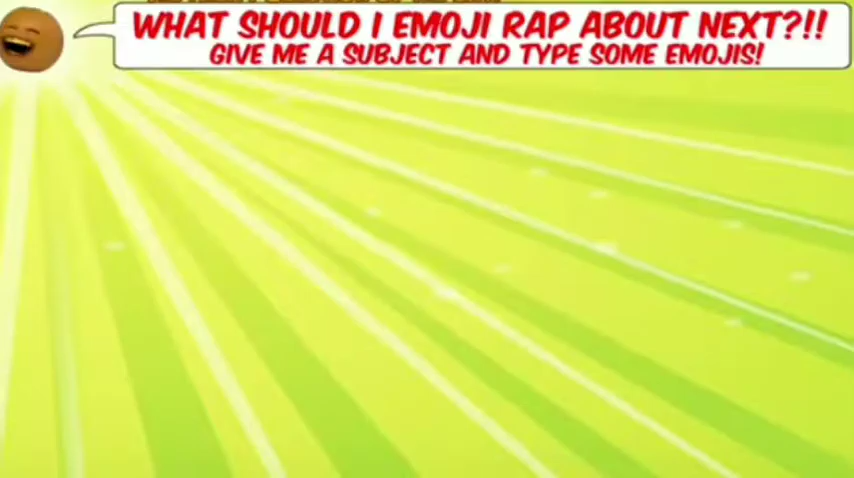 WHAT SHOULD I EMOJI RAP ABOUT NEXT?!!
GIVE ME A SUBJECT AND TYPE SOME EMOJIS!